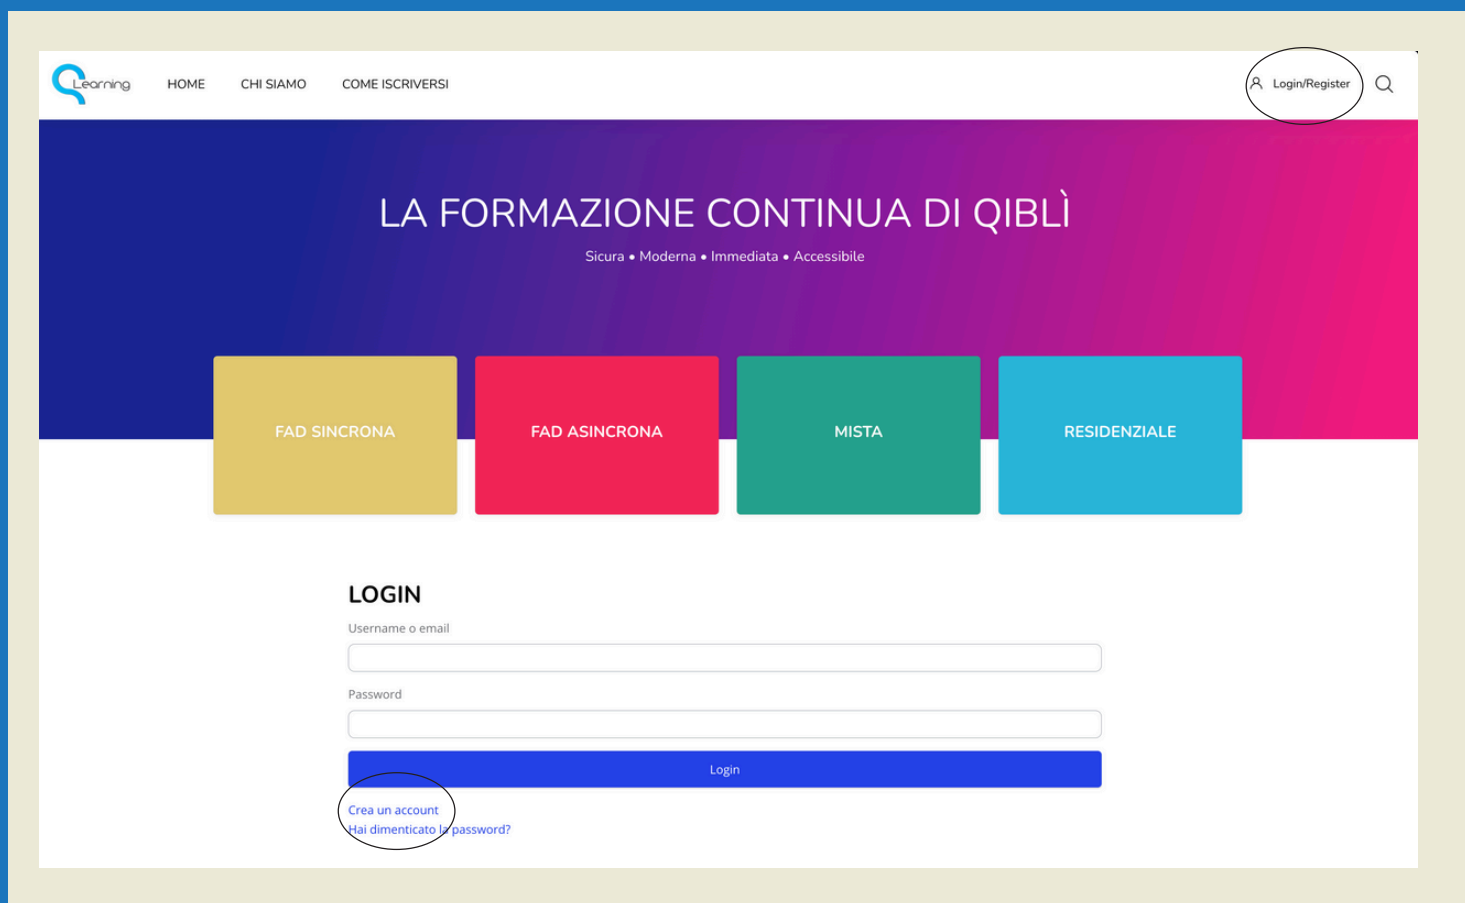 Learning HOME CHI SIAMO COME ISCRIVERSI Login/Register
LA FORMAZIONE CONTINUA DI QIBLÌ
Sicura • Moderna • Immediata • Accessibile
FAD SINCRONA FAD ASINCRONA MISTA RESIDENZIALE
LOGIN
Username o email
Password
Login
Crea un account
Hai dimenticato la password?